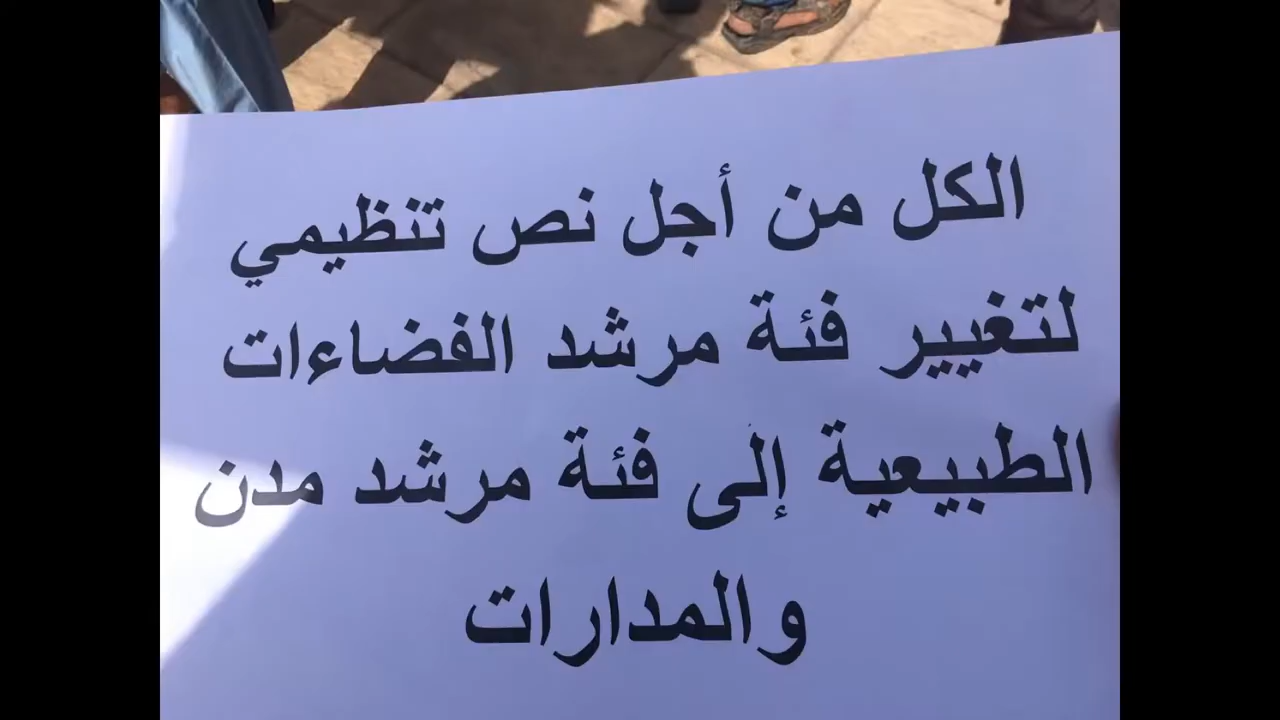 الكل من أجل نص تنظيمي
لتغيير فئة مرشد الفضاءات
الطبيعية إلى فئة مرشد مدن
والمدارات